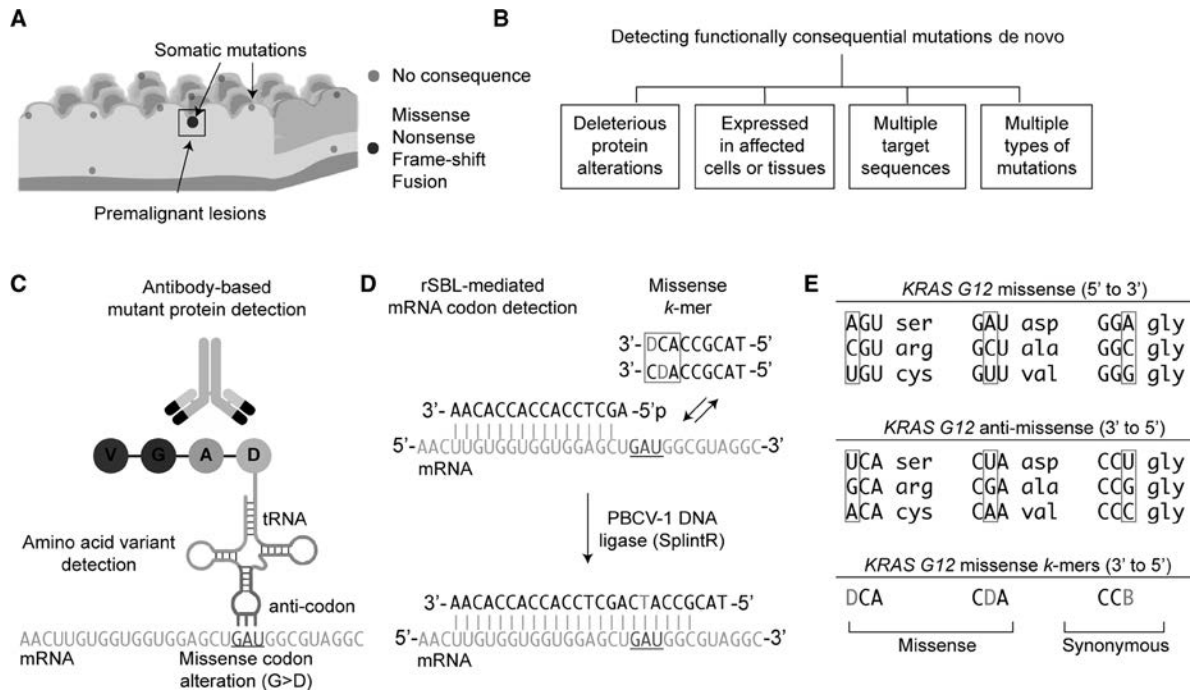 A
Somatic mutations
No consequence
Missense
Nonsense
Frame-shift
Fusion
Premalignant lesions
B
Detecting functionally consequential mutations de novo
Deleterious
protein
alterations
Expressed
in affected
cells or tissues
Multiple
target
sequences
Multiple
types of
mutations
C
Antibody-based
mutant protein detection
V G A D
tRNA
Amino acid variant
detection
anti-codon
AACUUGUGGUGGUGGAGCUGAUGGCGUAGGC
mRNA
Missense codon
alteration (G>D)
D
rSBL-mediated
mRNA codon detection
Missense
k-mer
3'- DCACCGCAT -5'
3'- CDACCGCAT -5'
3'- AACACCACCACCTCGA -5'p
5'- AACUUGUGGUGGUGGAGCUGAUGGCGUAGGC -3'
mRNA
PBCV-1 DNA
ligase (SplintR)
3'- AACACCACCACCTCGACTACCGCAT -5'
5'- AACUUGUGGUGGUGGAGCUGAUGGCGUAGGC -3'
mRNA
E
KRAS G12 missense (5' to 3')
AGU ser GAU asp GGA gly
CGU arg GCU ala GGC gly
UGU cys GUU val GGG gly
KRAS G12 anti-missense (3' to 5')
UCA ser CUA asp CCU gly
GCA arg CGA ala CCG gly
ACA cys CAA val CCC gly
KRAS G12 missense k-mers (3' to 5')
DCA CDA CCB
Missense Synonymous